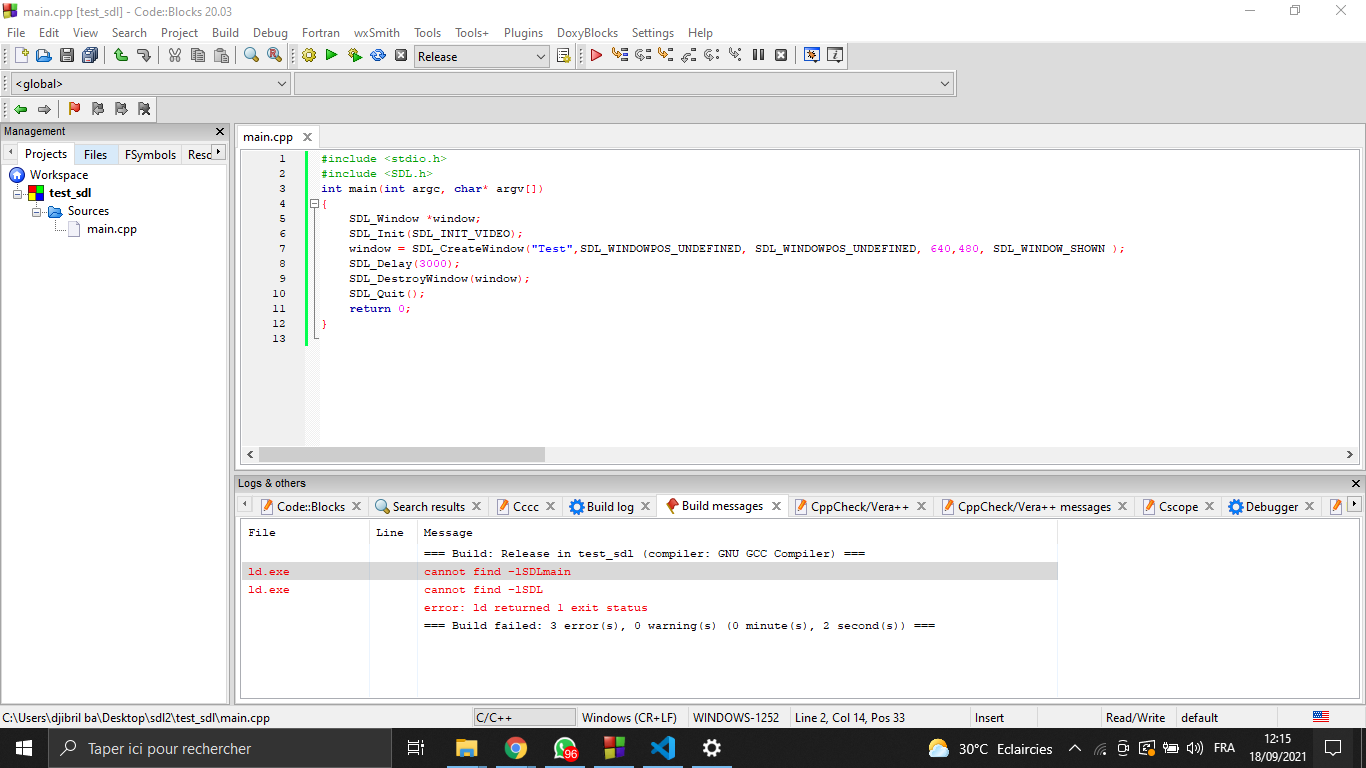 main.cpp [test_sdl] - Code::Blocks 20.03
File Edit View Search Project Build Debug Fortran wxSmith Tools Tools+ Plugins DoxyBlocks Settings Help
Release
<global>
Management
Projects Files FSymbols Resc
Workspace
test_sdl
Sources
main.cpp
main.cpp
1 #include <stdio.h>
2 #include <SDL.h>
3 int main(int argc, char* argv[])
4 {
5 SDL_Window *window;
6 SDL_Init(SDL_INIT_VIDEO);
7 window = SDL_CreateWindow("Test",SDL_WINDOWPOS_UNDEFINED, SDL_WINDOWPOS_UNDEFINED, 640,480, SDL_WINDOW_SHOWN );
8 SDL_Delay(3000);
9 SDL_DestroyWindow(window);
10 SDL_Quit();
11 return 0;
12 }
13
Logs & others
Code::Blocks Search results Cccc Build log Build messages CppCheck/Vera++ CppCheck/Vera++ messages Cscope Debugger
File Line Message
=== Build: Release in test_sdl (compiler: GNU GCC Compiler) ===
ld.exe cannot find -lSDLmain
ld.exe cannot find -lSDL
error: ld returned 1 exit status
=== Build failed: 3 error(s), 0 warning(s) (0 minute(s), 2 second(s)) ===
C:\Users\djibril ba\Desktop\sdl2\test_sdl\main.cpp C/C++ Windows (CR+LF) WINDOWS-1252 Line 2, Col 14, Pos 33 Insert Read/Write default
Taper ici pour rechercher 96 30°C Eclaircies FRA 12:15
18/09/2021